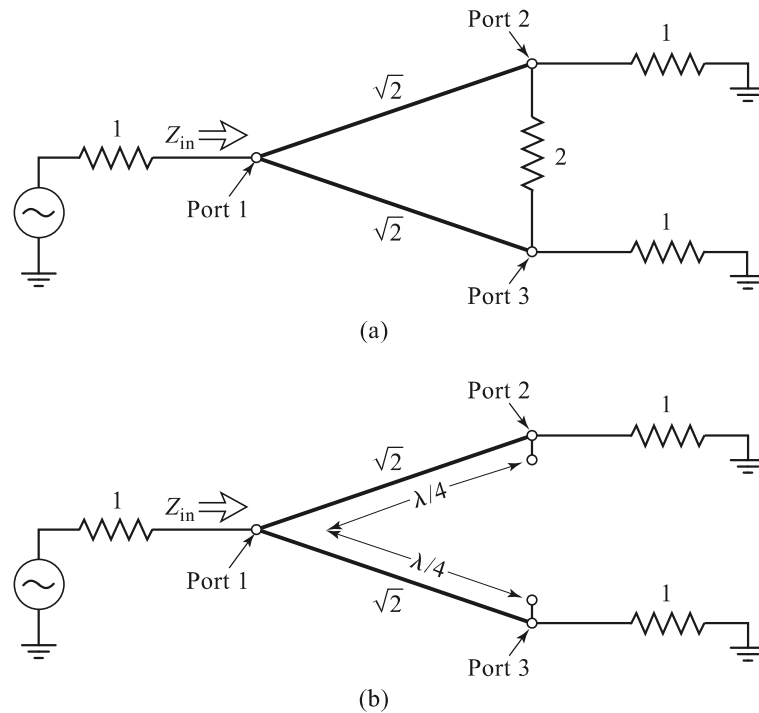 Port 2
1
√2
1
Z_in
2
Port 1
√2
1
Port 3
(a)
Port 2
1
√2
1
Z_in
λ/4
Port 1
λ/4
√2
1
Port 3
(b)